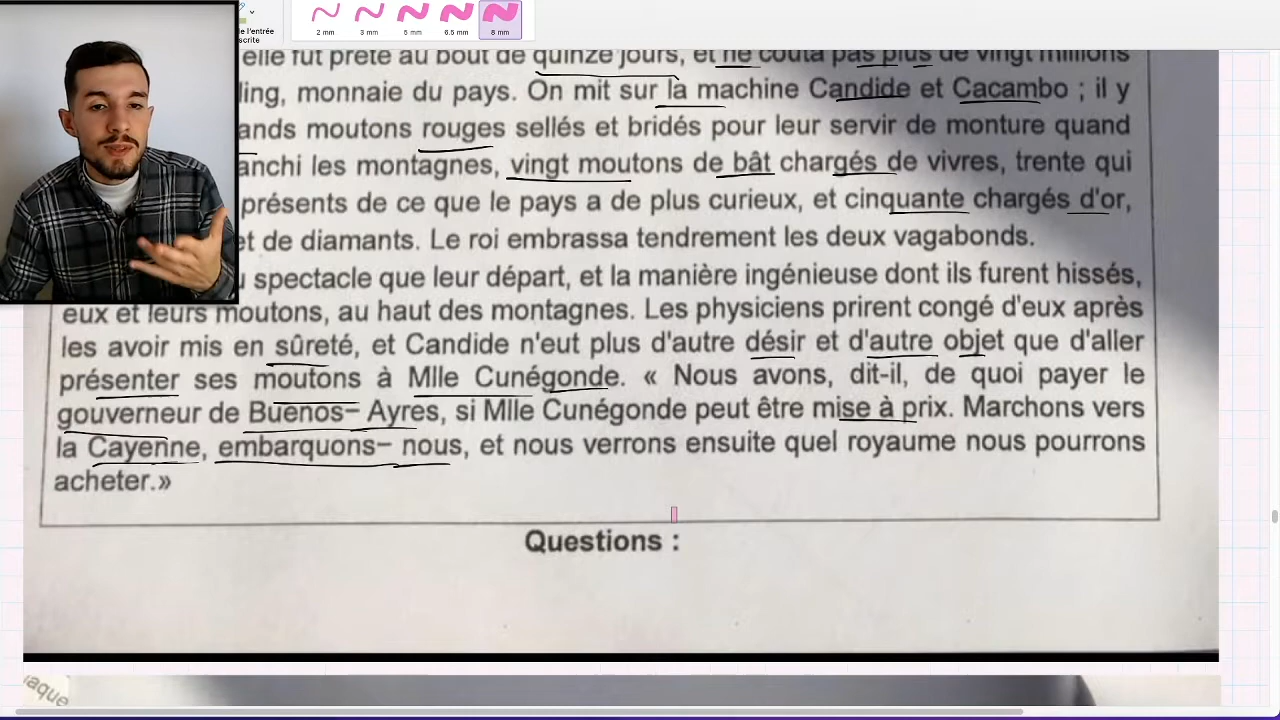 de l'entrée
scrite
2 mm 3 mm 5 mm 6.5 mm 8 mm
elle fut prête au bout de quinze jours, et ne coûta pas plus de vingt millions
ling, monnaie du pays. On mit sur la machine Candide et Cacambo ; il y
ands moutons rouges sellés et bridés pour leur servir de monture quand
anchi les montagnes, vingt moutons de bât chargés de vivres, trente qui
présents de ce que le pays a de plus curieux, et cinquante chargés d'or,
et de diamants. Le roi embrassa tendrement les deux vagabonds.
spectacle que leur départ, et la manière ingénieuse dont ils furent hissés,
eux et leurs moutons, au haut des montagnes. Les physiciens prirent congé d'eux après
les avoir mis en sûreté, et Candide n'eut plus d'autre désir et d'autre objet que d'aller
présenter ses moutons à Mlle Cunégonde. « Nous avons, dit-il, de quoi payer le
gouverneur de Buenos– Ayres, si Mlle Cunégonde peut être mise à prix. Marchons vers
la Cayenne, embarquons– nous, et nous verrons ensuite quel royaume nous pourrons
acheter.»
Questions :
aque